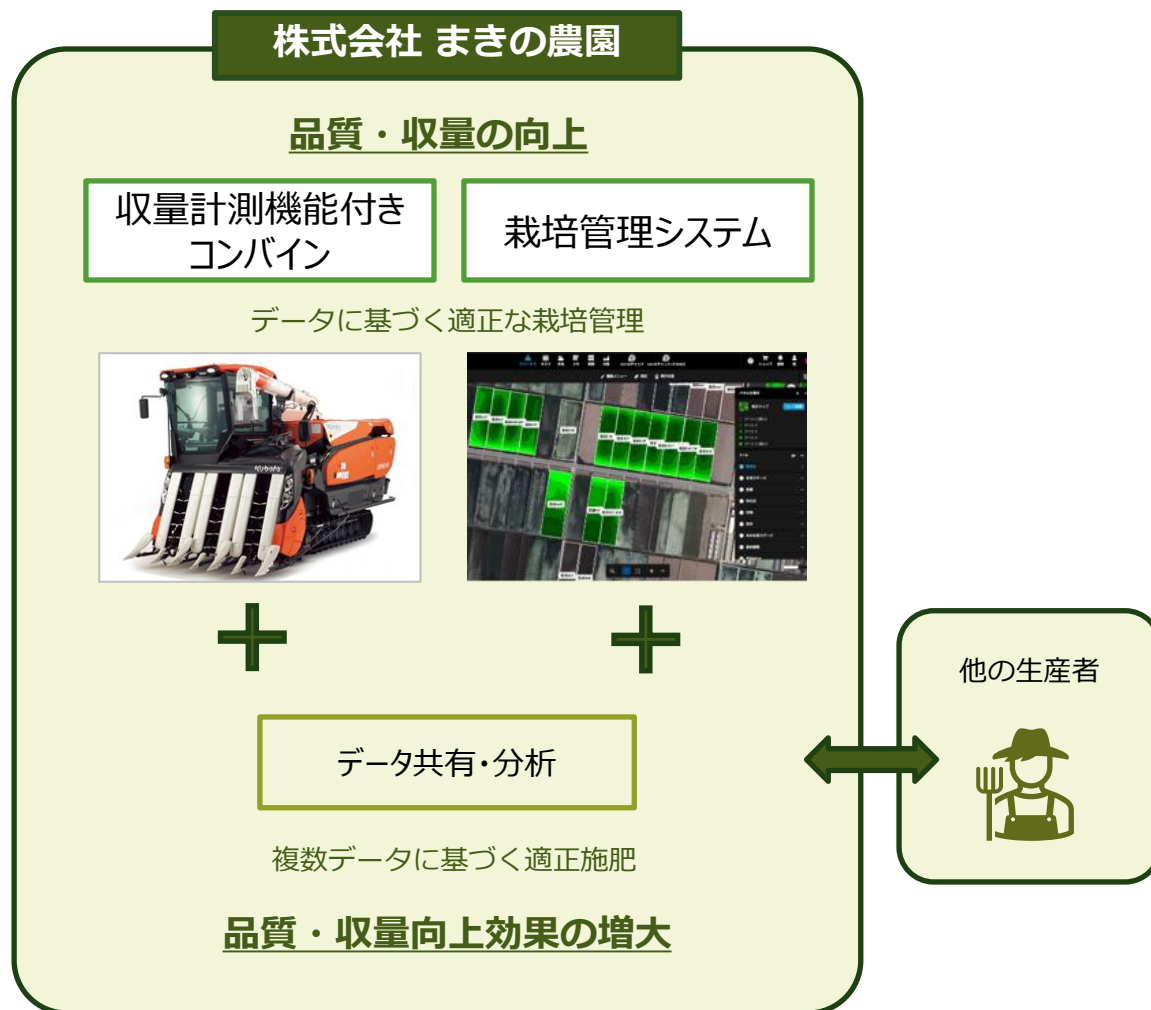 株式会社 まきの農園
品質・収量の向上
収量計測機能付き
コンバイン
栽培管理システム
データに基づく適正な栽培管理
Kubota
データ共有・分析
複数データに基づく適正施肥
品質・収量向上効果の増大
他の生産者